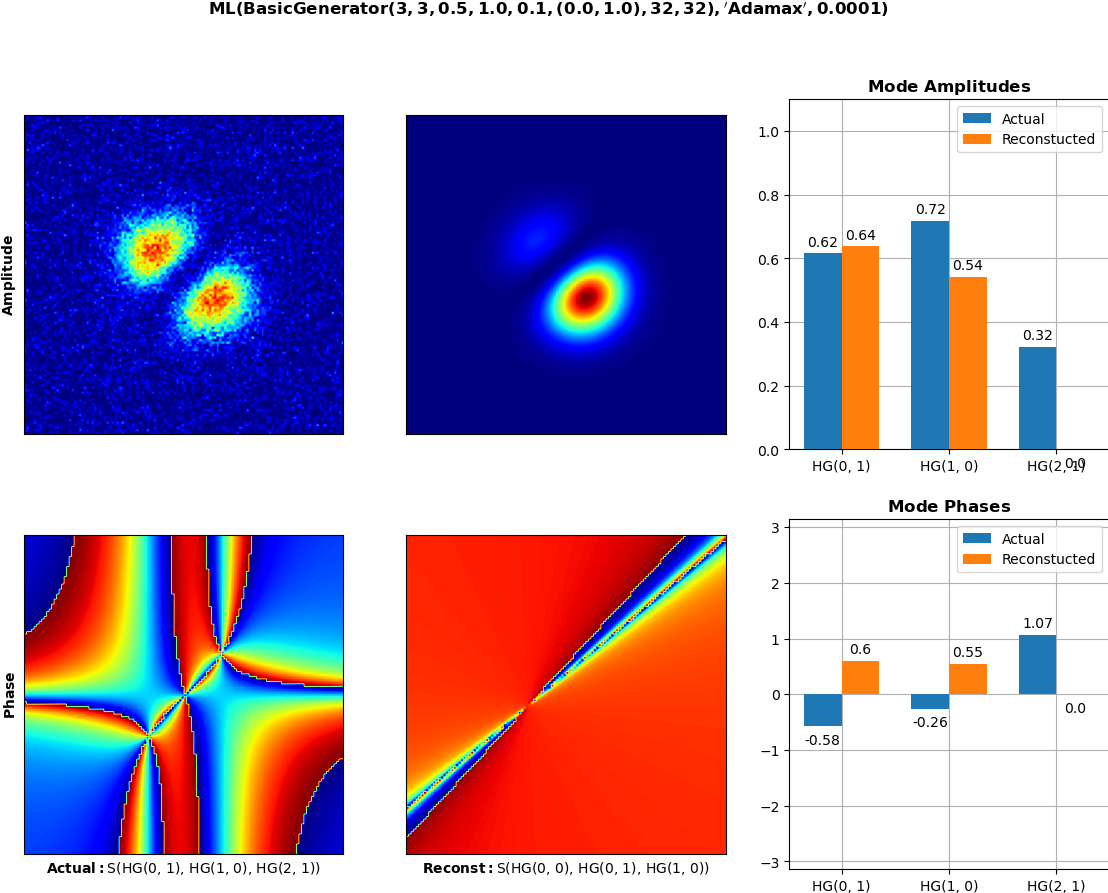 ML(BasicGenerator(3, 3, 0.5, 1.0, 0.1, (0.0, 1.0), 32, 32), ′Adamax′, 0.0001)
Amplitude
Mode Amplitudes
Actual
Reconstucted
1.0
0.8
0.6
0.4
0.2
0.0
0.62
0.64
0.72
0.54
0.32
0.0
HG(0, 1)
HG(1, 0)
HG(2, 1)
Phase
Actual: S(HG(0, 1), HG(1, 0), HG(2, 1))
Reconst: S(HG(0, 0), HG(0, 1), HG(1, 0))
Mode Phases
Actual
Reconstucted
3
2
1
0
−1
−2
−3
-0.58
0.6
-0.26
0.55
1.07
0.0
HG(0, 1)
HG(1, 0)
HG(2, 1)